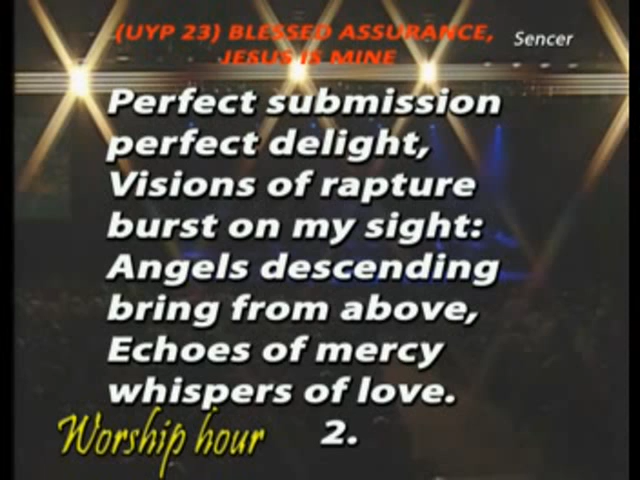 (UYP 23) BLESSED ASSURANCE,
JESUS IS MINE
Sencer
Perfect submission
perfect delight,
Visions of rapture
burst on my sight:
Angels descending
bring from above,
Echoes of mercy
whispers of love.
Worship hour
2.